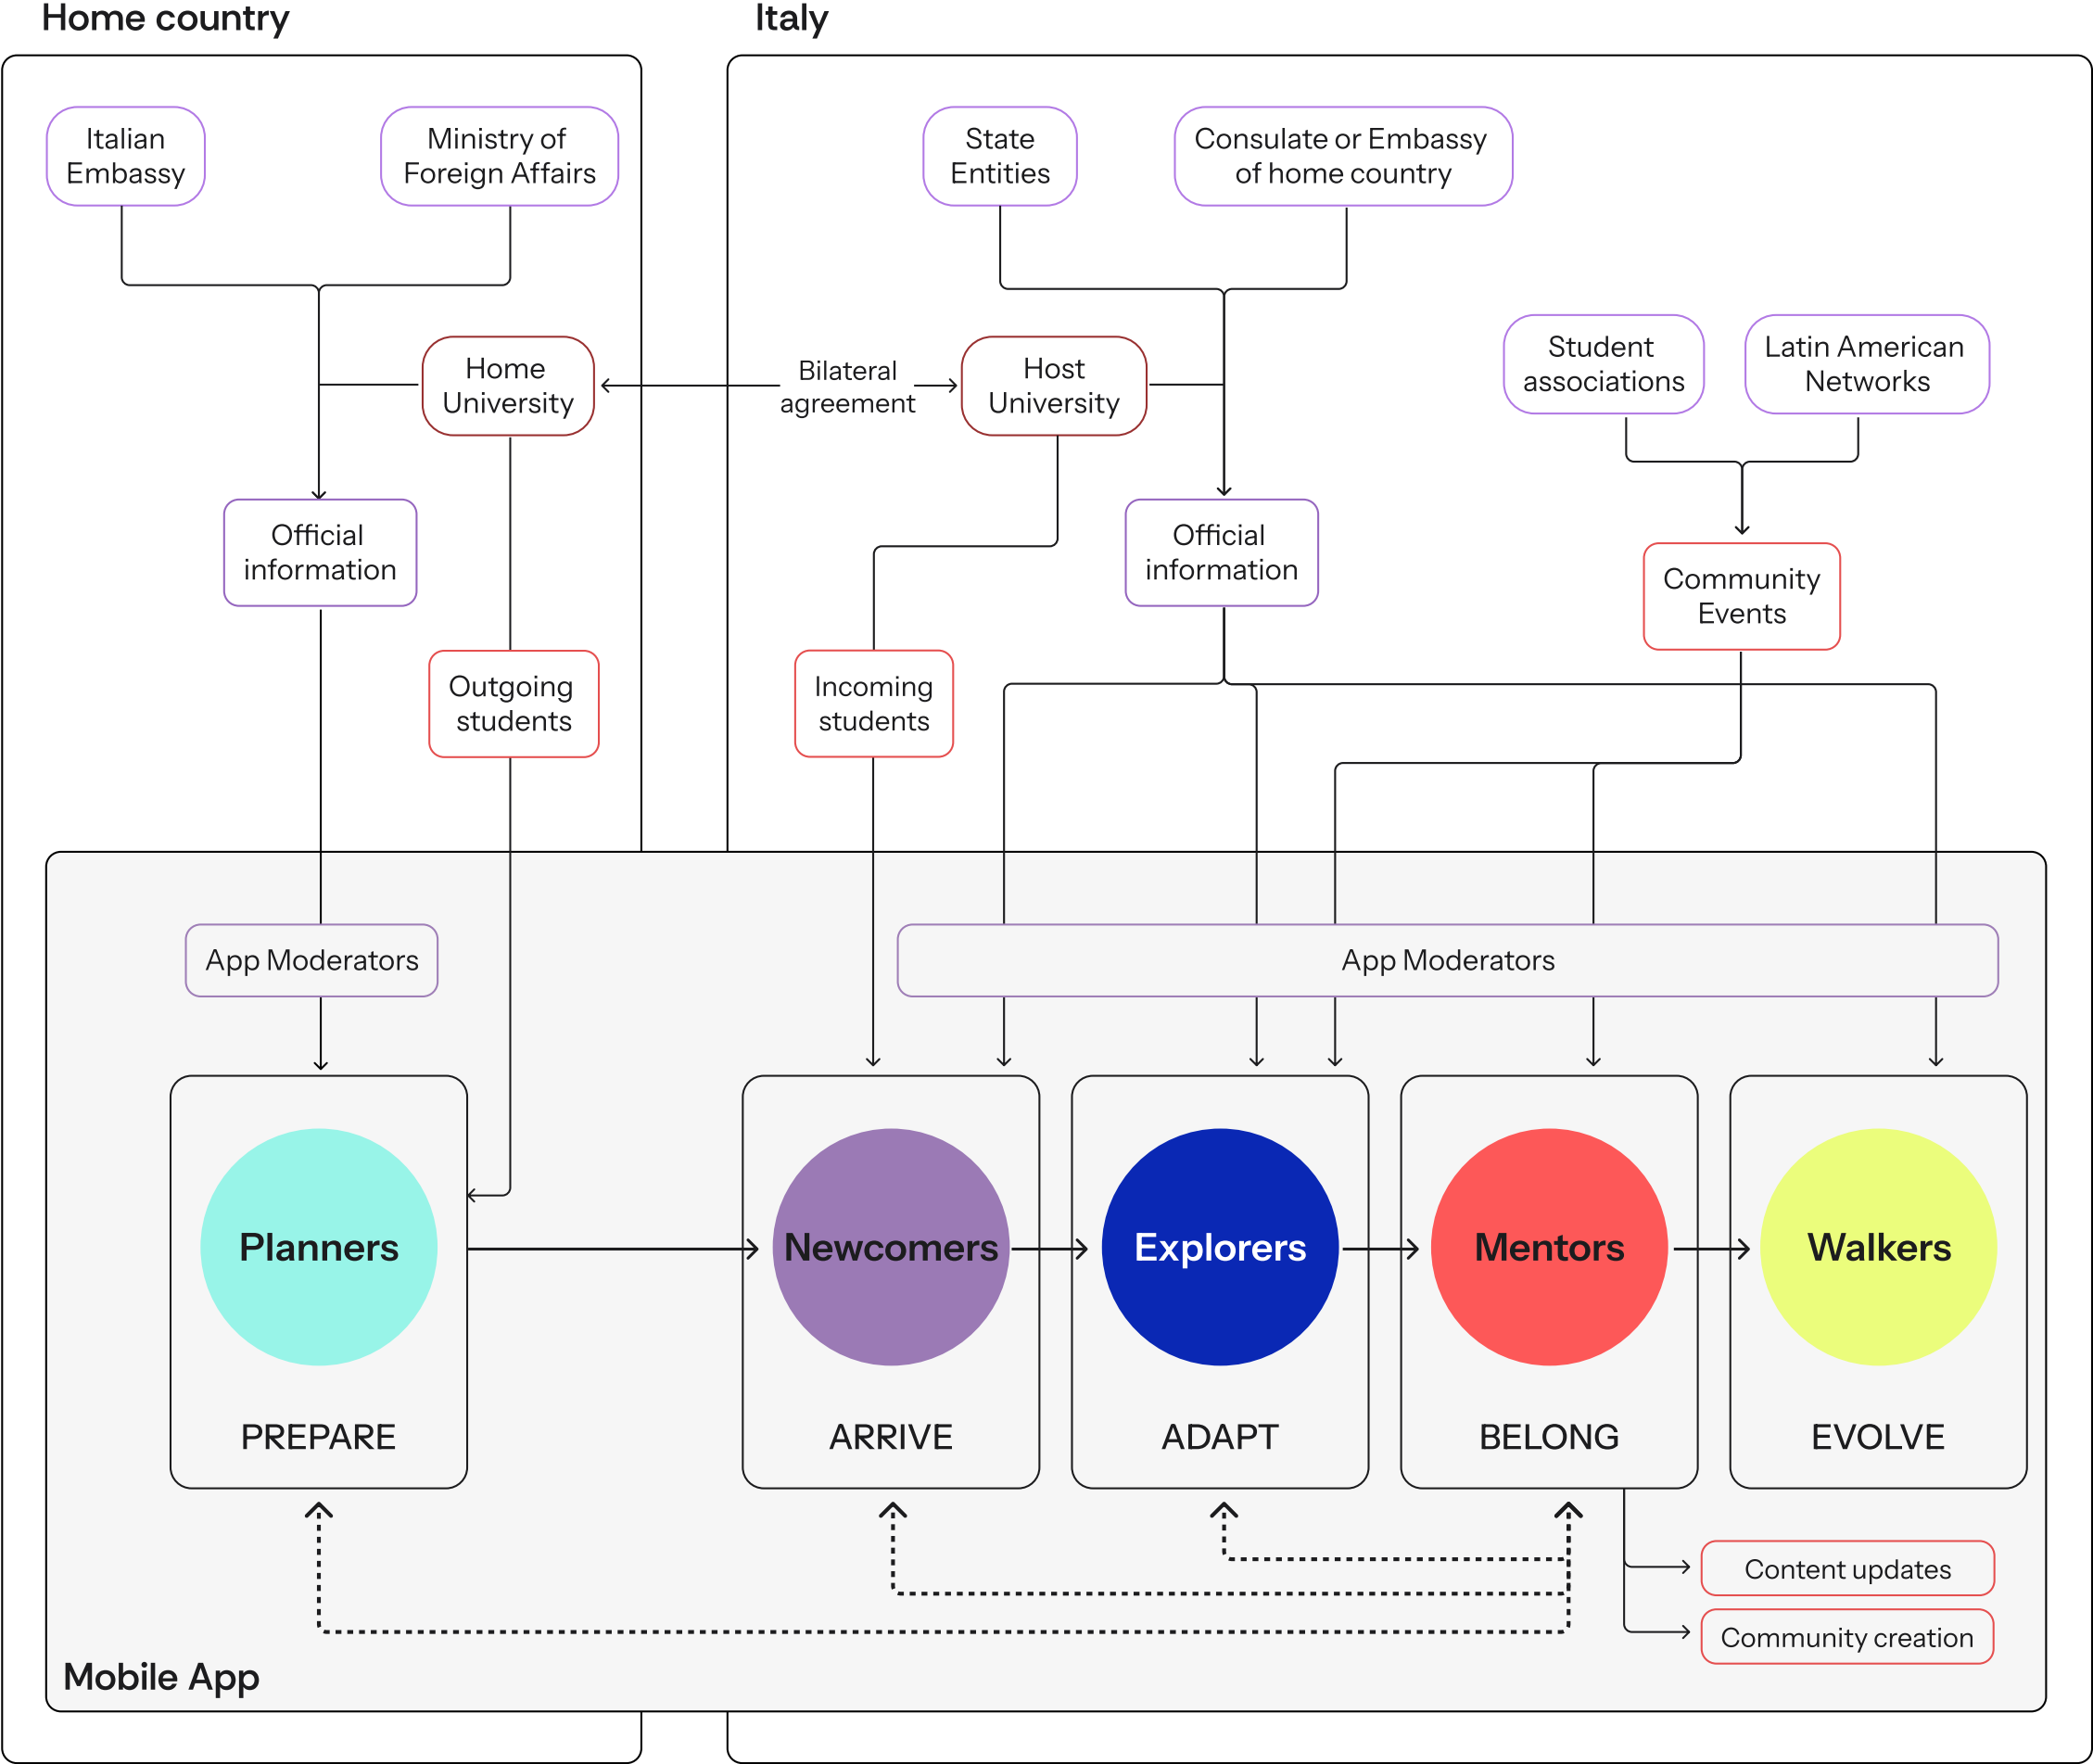 Home country
Italy
Italian
Embassy
Ministry of
Foreign Affairs
State
Entities
Consulate or Embassy
of home country
Home
University
Bilateral
agreement
Host
University
Student
associations
Latin American
Networks
Official
information
Official
information
Community
Events
Outgoing
students
Incoming
students
App Moderators
App Moderators
Planners
Newcomers
Explorers
Mentors
Walkers
PREPARE
ARRIVE
ADAPT
BELONG
EVOLVE
Content updates
Community creation
Mobile App